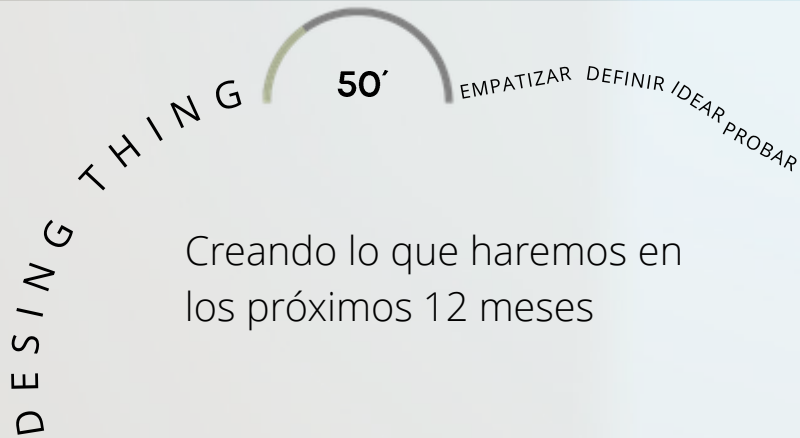 DESING THING
50´
EMPATIZAR DEFINIR IDEAR PROBAR
Creando lo que haremos en
los próximos 12 meses